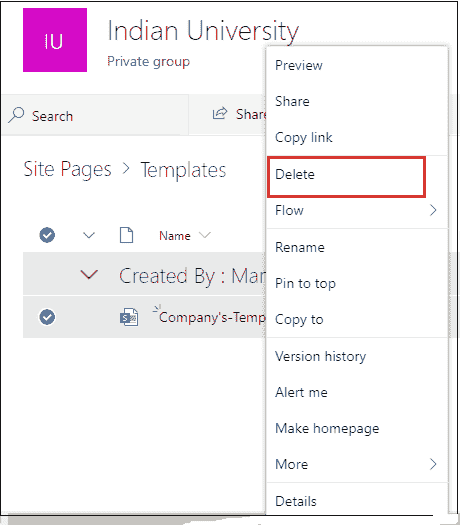 IU
Indian University
Private group
Search
Share
Site Pages > Templates
Name
Created By : Mar
Company's-Temp
Preview
Share
Copy link
Delete
Flow
Rename
Pin to top
Copy to
Version history
Alert me
Make homepage
More
Details